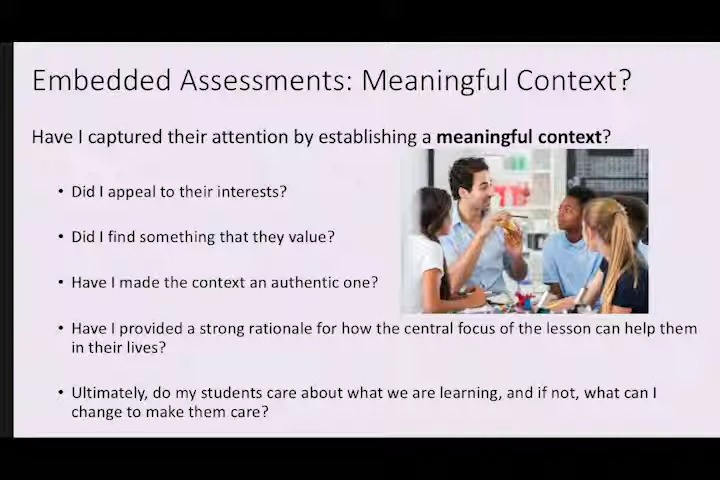 Embedded Assessments: Meaningful Context?
Have I captured their attention by establishing a meaningful context?
• Did I appeal to their interests?
• Did I find something that they value?
• Have I made the context an authentic one?
• Have I provided a strong rationale for how the central focus of the lesson can help them
in their lives?
• Ultimately, do my students care about what we are learning, and if not, what can I
change to make them care?